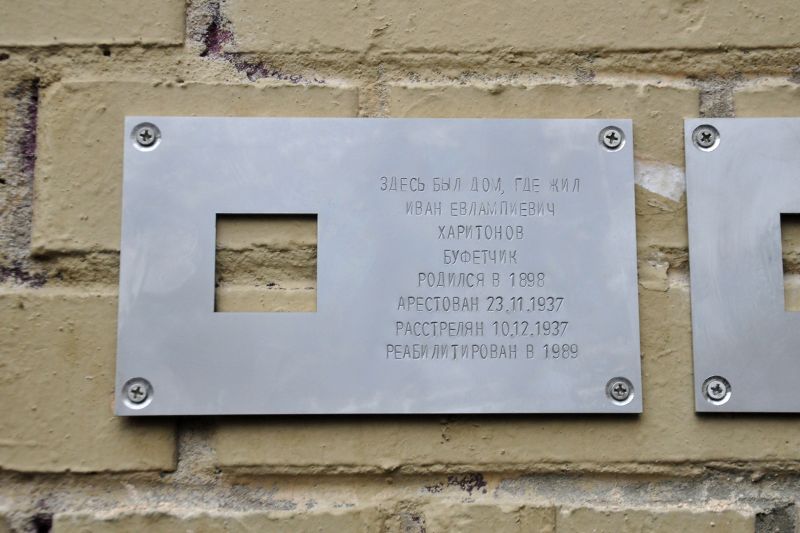 ЗДЕСЬ БЫЛ ДОМ, ГДЕ ЖИЛ
ИВАН ЕВЛАМПИЕВИЧ
ХАРИТОНОВ
БУФЕТЧИК
РОДИЛСЯ В 1898
АРЕСТОВАН 23.11.1937
РАССТРЕЛЯН 10.12.1937
РЕАБИЛИТИРОВАН В 1989